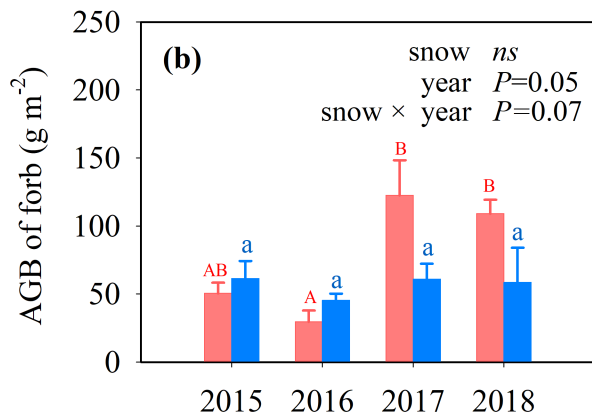 250
(b)
snow ns
200
year P=0.05
snow × year P=0.07
150
B
B
AGB of forb (g m⁻²)
100
a
a
a
AB
a
50
A
0
2015 2016 2017 2018